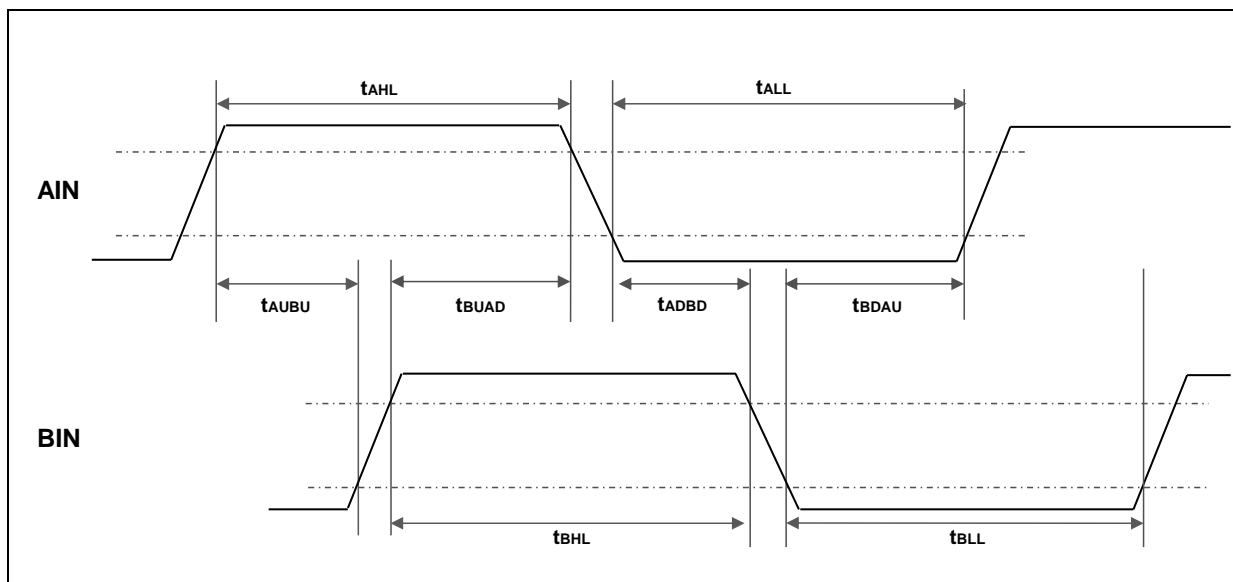 tAHL tALL
AIN
tAUBU tBUAD tADBD tBDAU
BIN
tBHL tBLL